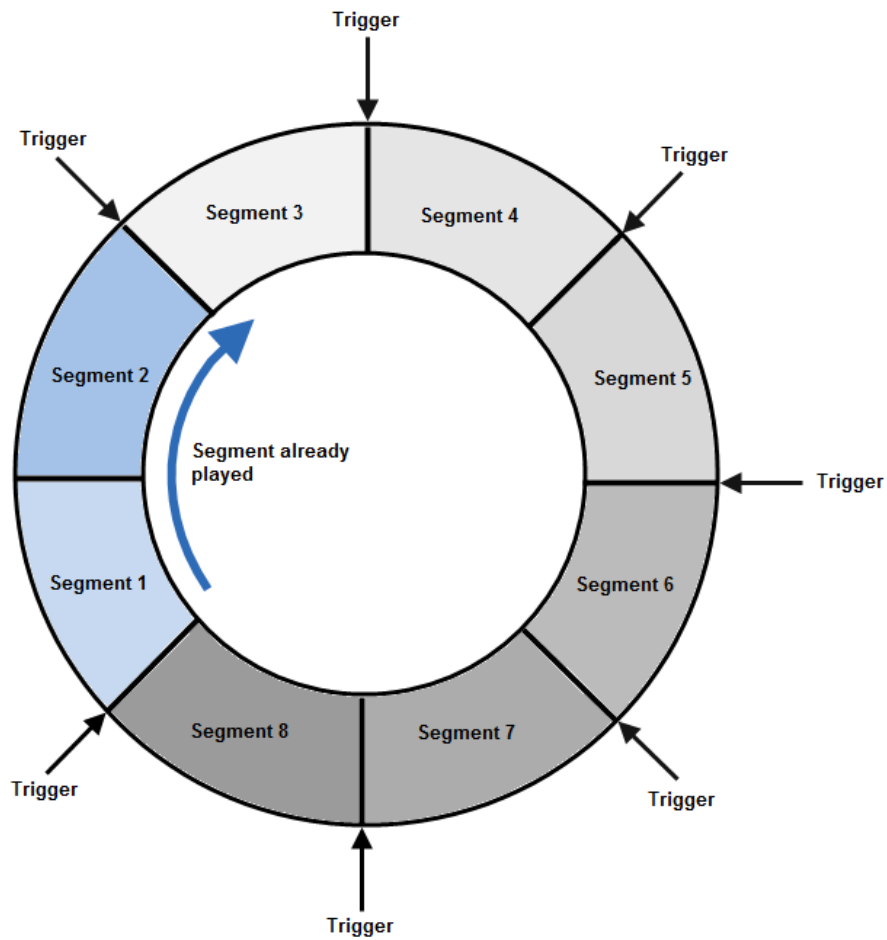 Trigger
Trigger
Trigger
Segment 3
Segment 4
Segment 2
Segment 5
Segment already
played
Trigger
Segment 1
Segment 6
Segment 8
Segment 7
Trigger
Trigger
Trigger